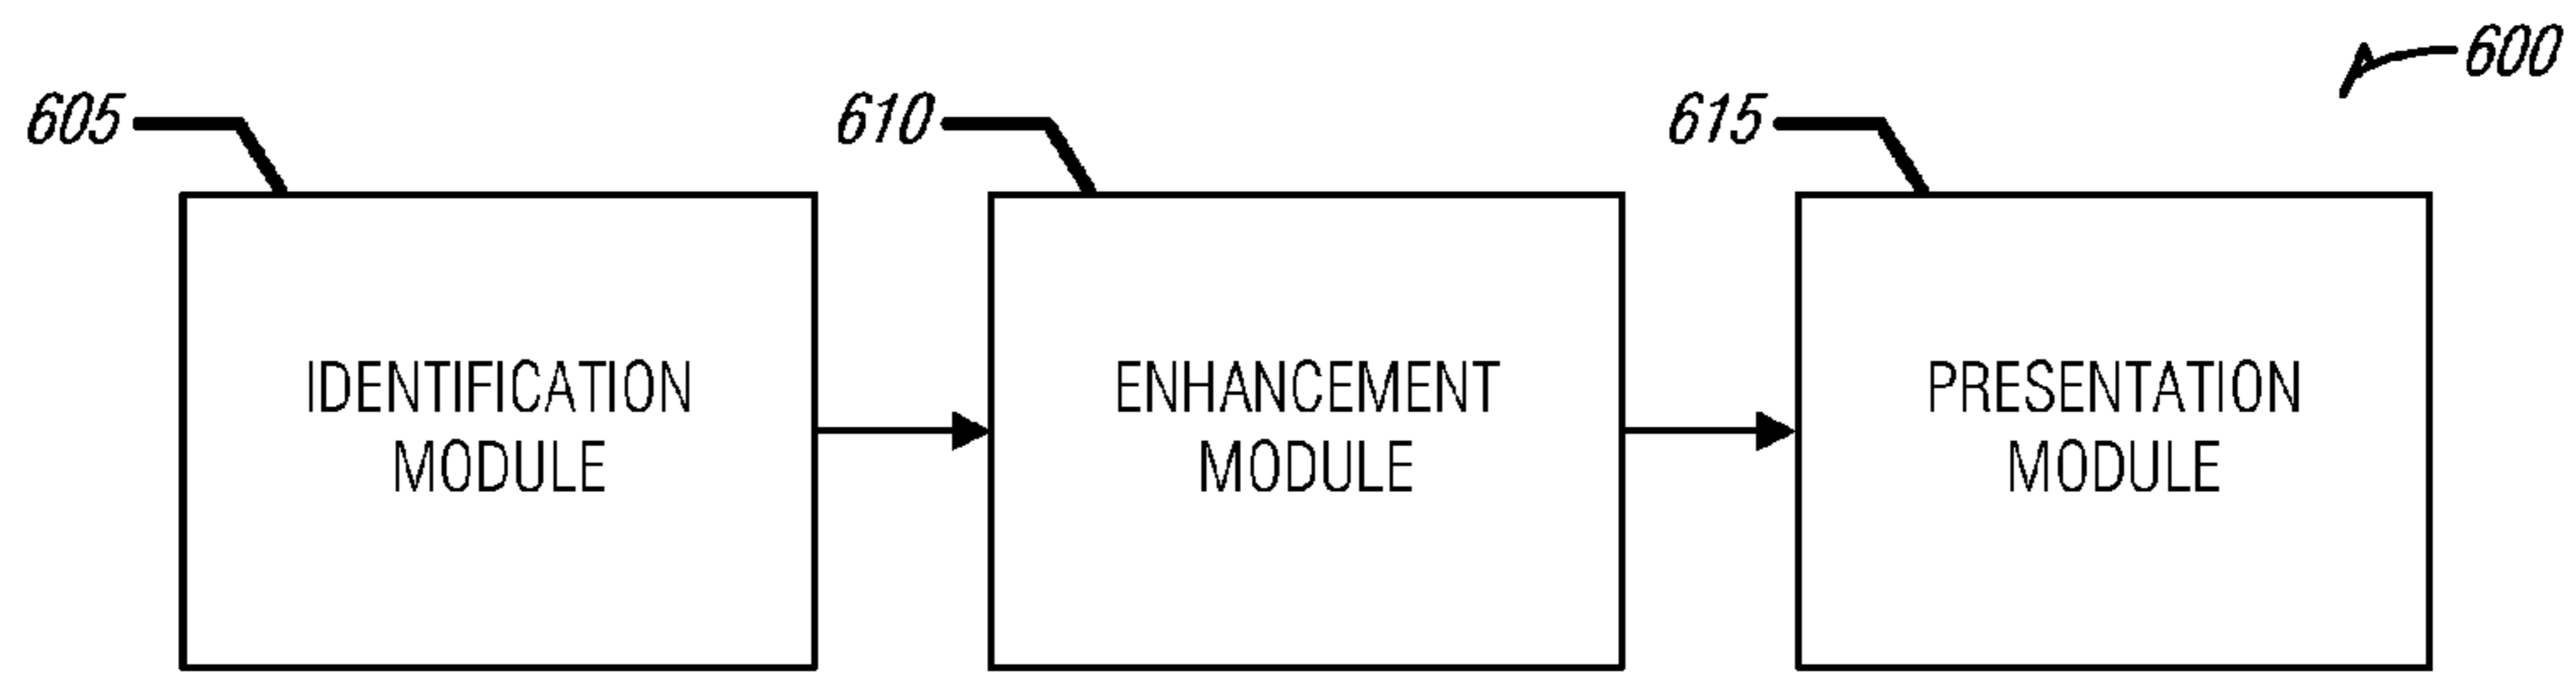 600
605
610
615
IDENTIFICATION
MODULE
ENHANCEMENT
MODULE
PRESENTATION
MODULE